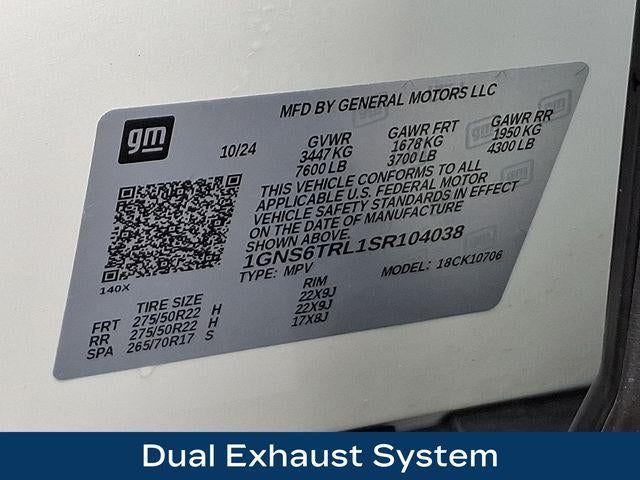 MFD BY GENERAL MOTORS LLC
gm
10/24
GVWR GAWR FRT GAWR RR
3447 KG 1678 KG 1950 KG
7600 LB 3700 LB 4300 LB
THIS VEHICLE CONFORMS TO ALL
APPLICABLE U.S. FEDERAL MOTOR
VEHICLE SAFETY STANDARDS IN EFFECT
ON THE DATE OF MANUFACTURE
SHOWN ABOVE.
1GNS6TRL1SR104038
TYPE: MPV MODEL: 18CK10706
140X
TIRE SIZE RIM
FRT 275/50R22 H 22X9J
RR 275/50R22 H 22X9J
SPA 265/70R17 S 17X8J
Dual Exhaust System